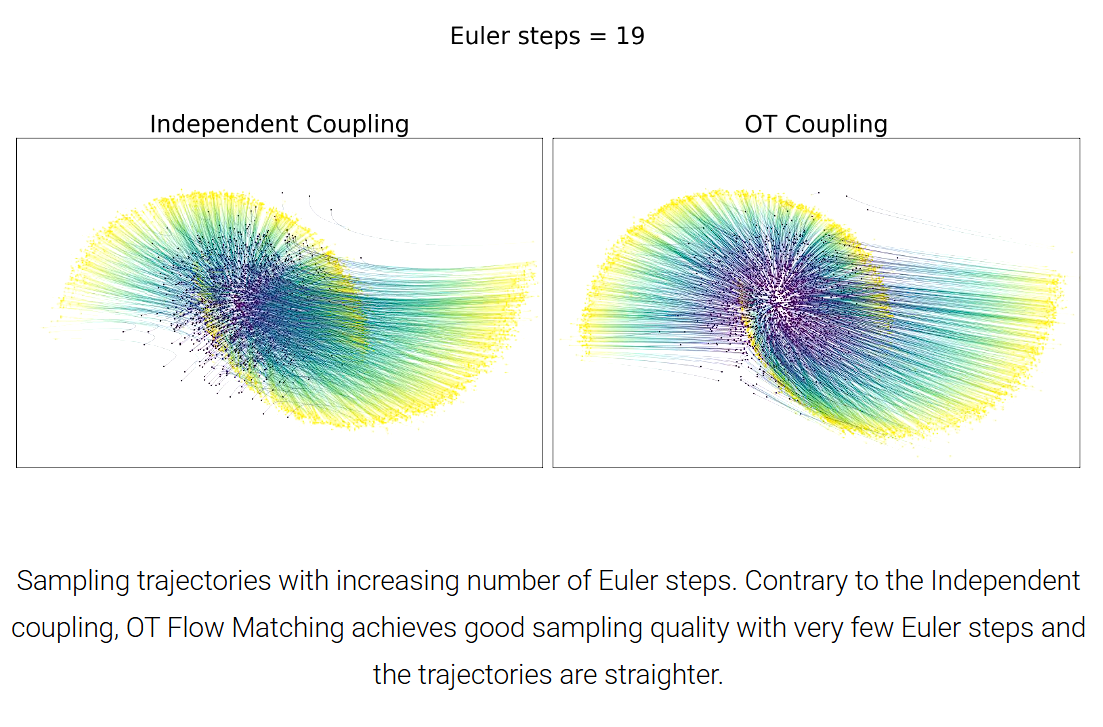 Euler steps = 19
Independent Coupling
OT Coupling
Sampling trajectories with increasing number of Euler steps. Contrary to the Independent
coupling, OT Flow Matching achieves good sampling quality with very few Euler steps and
the trajectories are straighter.